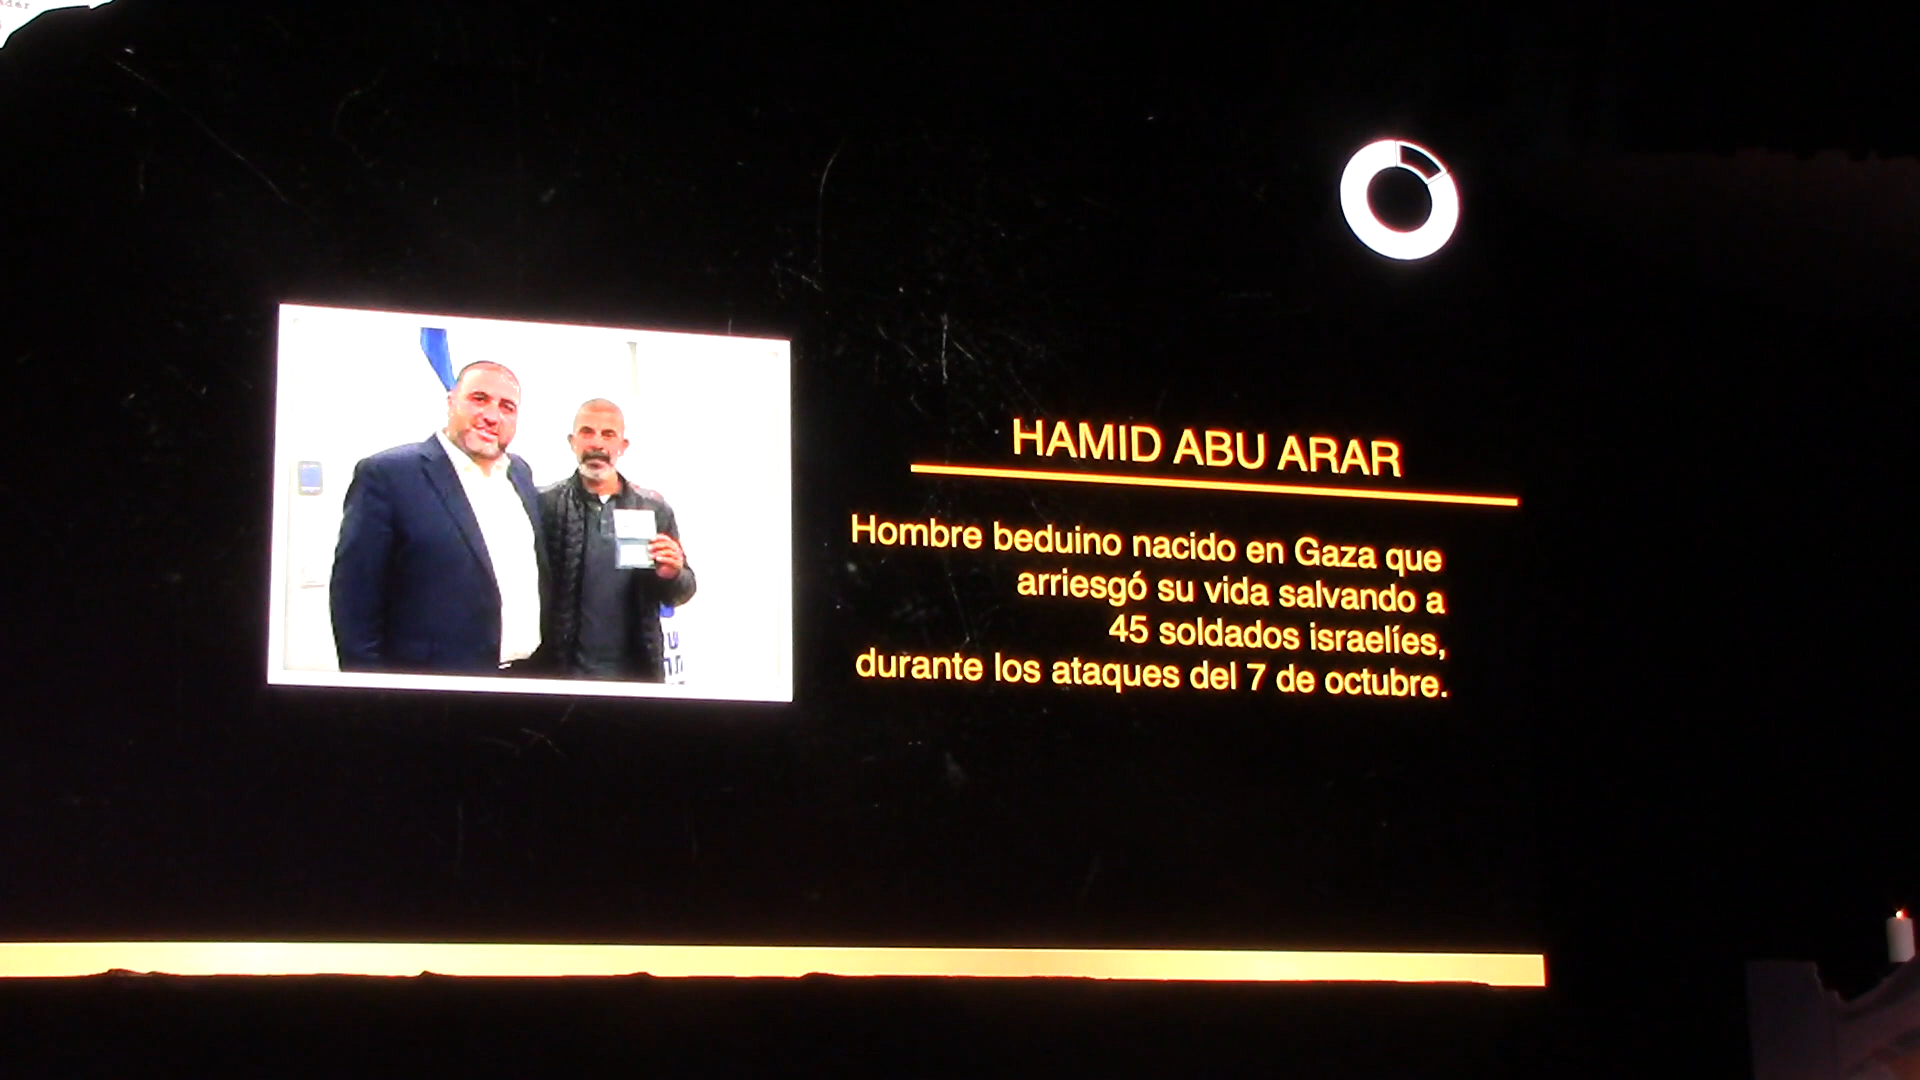 HAMID ABU ARAR
Hombre beduino nacido en Gaza que
arriesgó su vida salvando a
45 soldados israelíes,
durante los ataques del 7 de octubre.